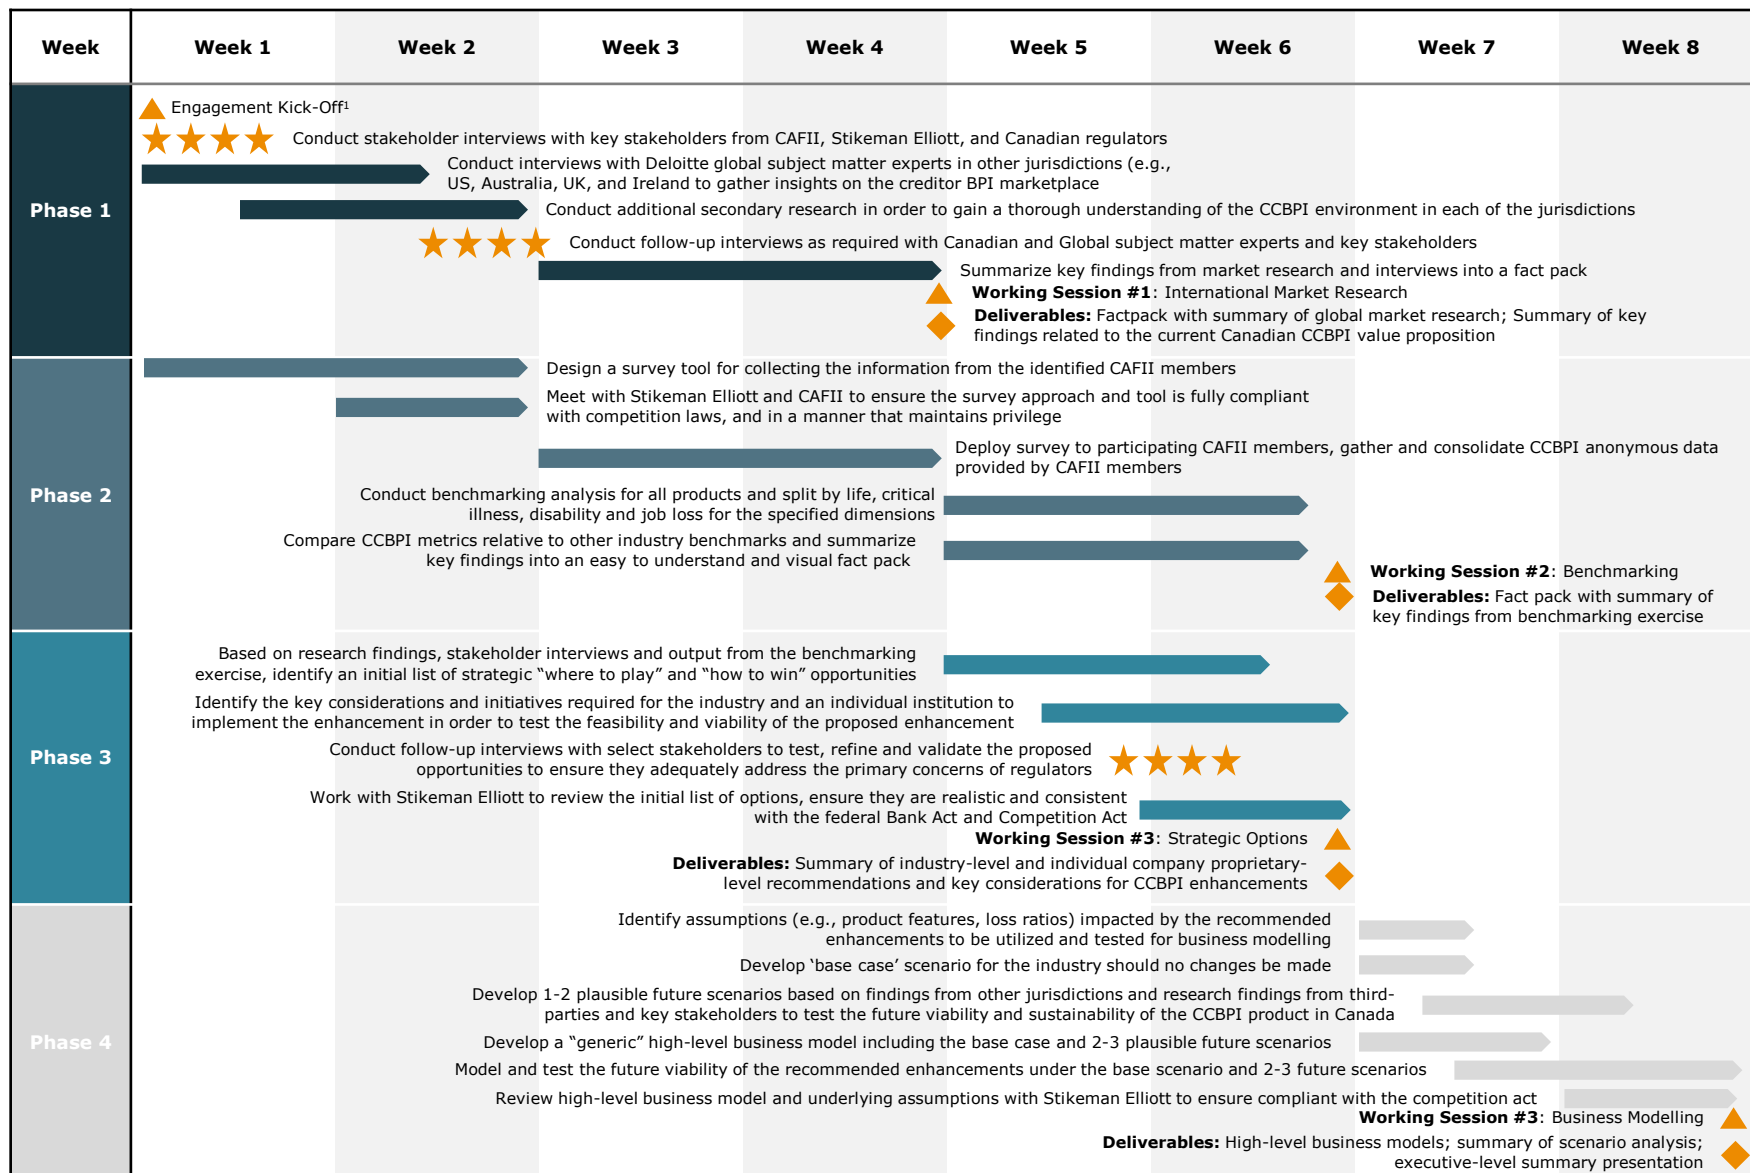 Week
Week 1
Week 2
Week 3
Week 4
Week 5
Week 6
Week 7
Week 8
Phase 1
Engagement Kick-Off¹
Conduct stakeholder interviews with key stakeholders from CAFII, Stikeman Elliott, and Canadian regulators
Conduct interviews with Deloitte global subject matter experts in other jurisdictions (e.g.,
US, Australia, UK, and Ireland to gather insights on the creditor BPI marketplace
Conduct additional secondary research in order to gain a thorough understanding of the CCBPI environment in each of the jurisdictions
Conduct follow-up interviews as required with Canadian and Global subject matter experts and key stakeholders
Summarize key findings from market research and interviews into a fact pack
Working Session #1: International Market Research
Deliverables: Factpack with summary of global market research; Summary of key
findings related to the current Canadian CCBPI value proposition
Phase 2
Design a survey tool for collecting the information from the identified CAFII members
Meet with Stikeman Elliott and CAFII to ensure the survey approach and tool is fully compliant
with competition laws, and in a manner that maintains privilege
Deploy survey to participating CAFII members, gather and consolidate CCBPI anonymous data
provided by CAFII members
Conduct benchmarking analysis for all products and split by life, critical
illness, disability and job loss for the specified dimensions
Compare CCBPI metrics relative to other industry benchmarks and summarize
key findings into an easy to understand and visual fact pack
Working Session #2: Benchmarking
Deliverables: Fact pack with summary of
key findings from benchmarking exercise
Phase 3
Based on research findings, stakeholder interviews and output from the benchmarking
exercise, identify an initial list of strategic “where to play” and “how to win” opportunities
Identify the key considerations and initiatives required for the industry and an individual institution to
implement the enhancement in order to test the feasibility and viability of the proposed enhancement
Conduct follow-up interviews with select stakeholders to test, refine and validate the proposed
opportunities to ensure they adequately address the primary concerns of regulators
Work with Stikeman Elliott to review the initial list of options, ensure they are realistic and consistent
with the federal Bank Act and Competition Act
Working Session #3: Strategic Options
Deliverables: Summary of industry-level and individual company proprietary-
level recommendations and key considerations for CCBPI enhancements
Phase 4
Identify assumptions (e.g., product features, loss ratios) impacted by the recommended
enhancements to be utilized and tested for business modelling
Develop ‘base case’ scenario for the industry should no changes be made
Develop 1-2 plausible future scenarios based on findings from other jurisdictions and research findings from third-
parties and key stakeholders to test the future viability and sustainability of the CCBPI product in Canada
Develop a “generic” high-level business model including the base case and 2-3 plausible future scenarios
Model and test the future viability of the recommended enhancements under the base scenario and 2-3 future scenarios
Review high-level business model and underlying assumptions with Stikeman Elliott to ensure compliant with the competition act
Working Session #3: Business Modelling
Deliverables: High-level business models; summary of scenario analysis;
executive-level summary presentation